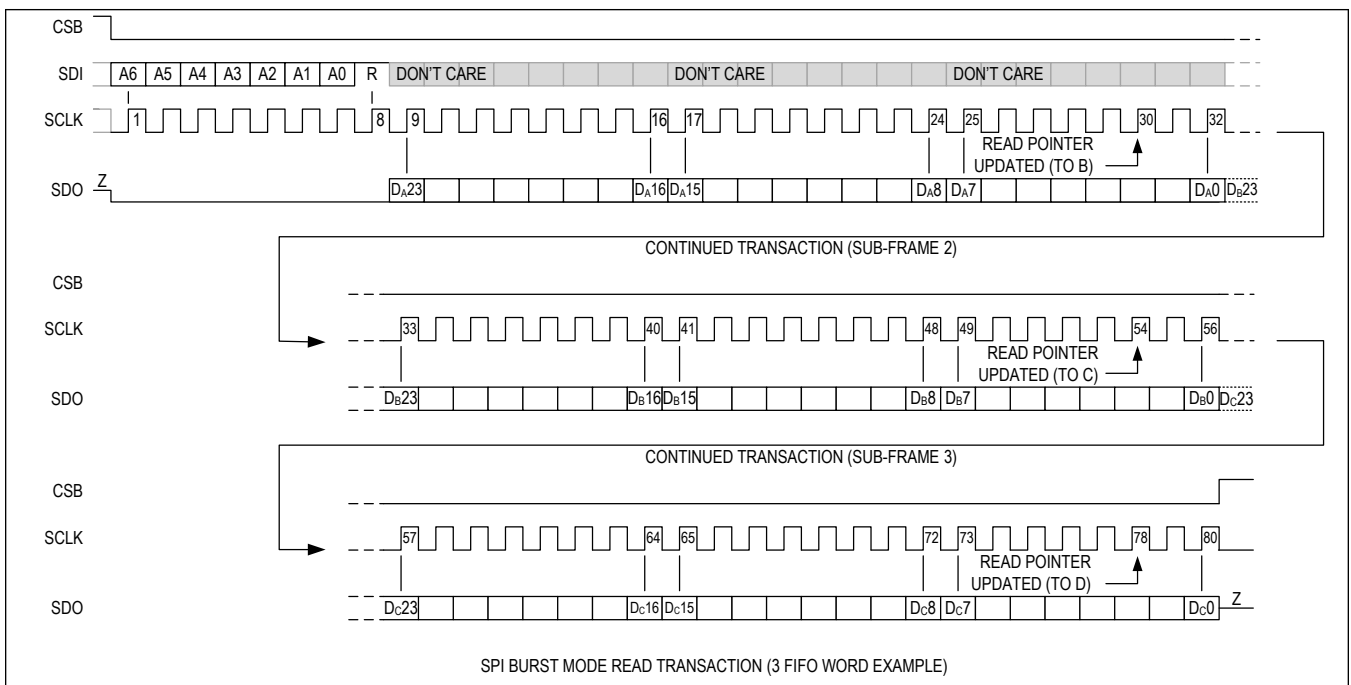 CSB
SDI A6 A5 A4 A3 A2 A1 A0 R DON'T CARE DON'T CARE DON'T CARE
SCLK 1 8 9 16 17 24 25 30 32
READ POINTER
UPDATED (TO B)
SDO Z DA23 DA16 DA15 DA8 DA7 DA0 DB23
CONTINUED TRANSACTION (SUB-FRAME 2)
CSB
SCLK 33 40 41 48 49 54 56
READ POINTER
UPDATED (TO C)
SDO DB23 DB16 DB15 DB8 DB7 DB0 DC23
CONTINUED TRANSACTION (SUB-FRAME 3)
CSB
SCLK 57 64 65 72 73 78 80
READ POINTER
UPDATED (TO D)
SDO DC23 DC16 DC15 DC8 DC7 DC0 Z
SPI BURST MODE READ TRANSACTION (3 FIFO WORD EXAMPLE)